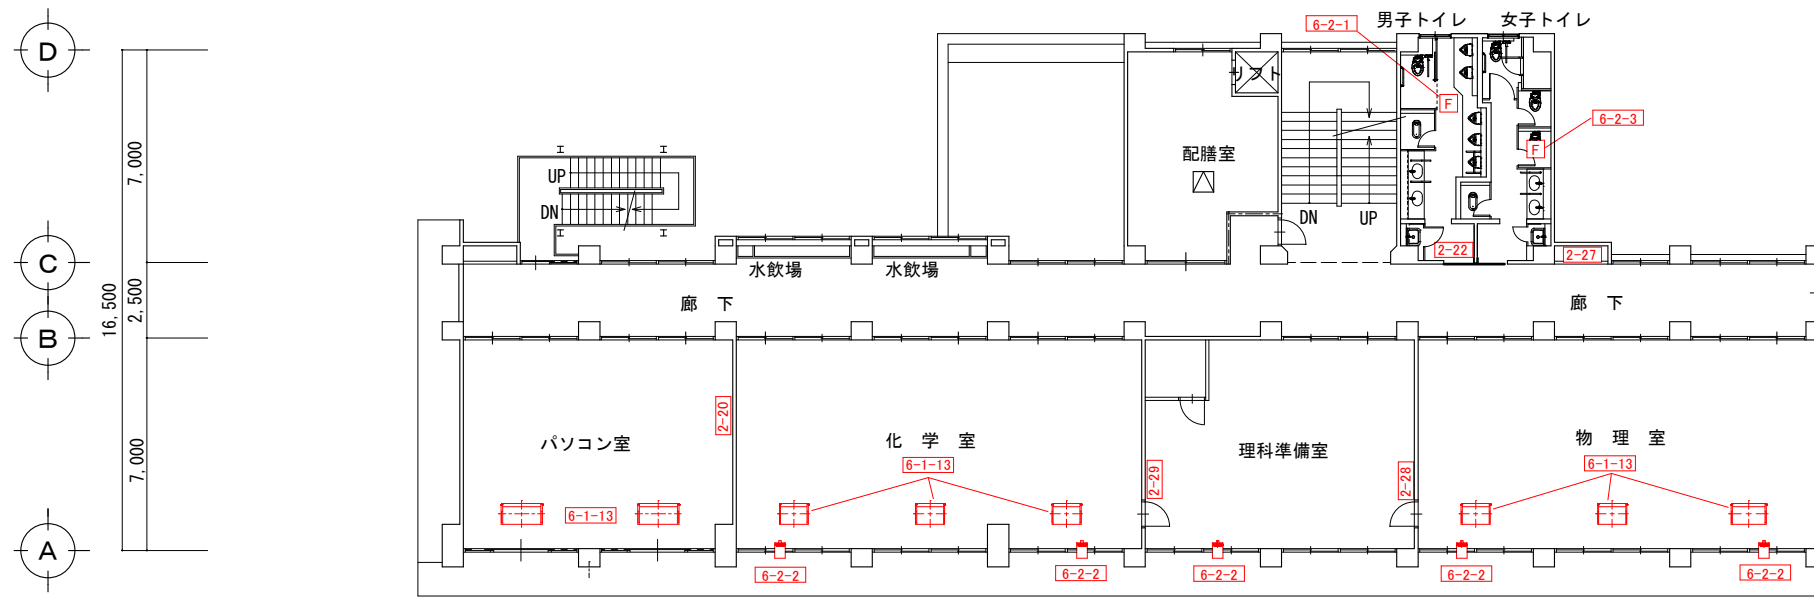 6-2-1
男子トイレ
女子トイレ
D
リフト
F
6-2-3
7,000
配膳室
F
UP
DN
DN
UP
C
2-22
2-27
水飲場
水飲場
16,500
2,500
廊 下
廊 下
B
2-20
化 学 室
物 理 室
パソコン室
理科準備室
7,000
6-1-13
6-1-13
2-29
2-28
6-1-13
A
6-2-2
6-2-2
6-2-2
6-2-2
6-2-2